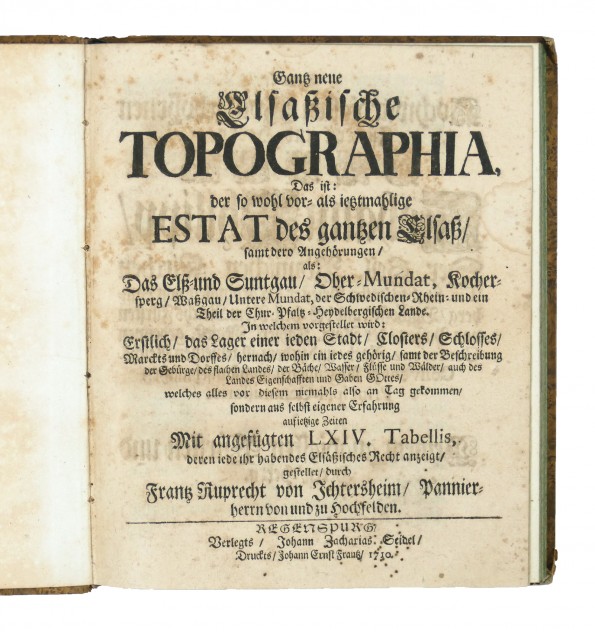 Gantz neue
Elsaßische
TOPOGRAPHIA,
Das ist:
der so wohl vor- als ietztmahlige
ESTAT des gantzen Elsaß/
samt dero Angehörungen/
als:
Das Elß-und Suntgau/ Ober-Mundat, Kocher-
sperg/ Waßgau/ Untere Mundat, der Schwedischen-Rhein- und ein
Theil der Chur-Pfaltz-Heydelbergischen Lande.
In welchem vorgestellet wird:
Erstlich/ das Lager einer ieden Stadt/ Closters/ Schlosses/
Marckts und Dorffes/ hernach/ wohin ein iedes gehörig/ samt der Beschreibung
der Gebürge/ des flachen Landes/ der Bäche/ Wasser/ Flüsse und Wälder/ auch des
Landes Eigenschafften und Gaben GOttes/
welches alles vor diesem niemahls also an Tag gekommen/
sondern aus selbst eigener Erfahrung
auf ietzige Zeiten
Mit angefügten LXIV. Tabellis,
deren iede ihr habendes Elsäßisches Recht anzeigt/
gestellet/ durch
Frantz Ruprecht von Ichtersheim/ Pannier-
herrn von und zu Hochfelden.
REGENSPURG/
Verlegts/ Johann Zacharias Seidel/
Druckts/ Johann Ernst Frantz/ 1710.